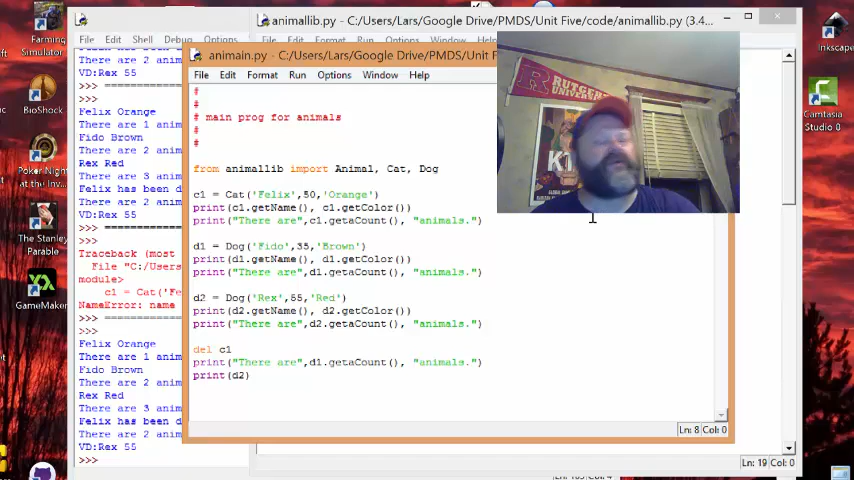 Farming
Simulator
BioShock
Poker Night
at the Inv...
The Stanley
Parable
GameMaker
File Edit Shell Debug Options
There are 2 anim
VD:Rex 55
>>>
Felix Orange
There are 1 anim
Fido Brown
There are 2 anim
Rex Red
There are 3 anim
Felix has been d
There are 2 anim
VD:Rex 55
>>>
>>>
Traceback (most
File "C:/Users
module>
c1 = Cat('Fe
NameError: name
>>>
>>>
Felix Orange
There are 1 anim
Fido Brown
There are 2 anim
Rex Red
There are 3 anim
Felix has been d
There are 2 anim
VD:Rex 55
>>>
animallib.py - C:/Users/Lars/Google Drive/PMDS/Unit Five/code/animallib.py (3.4...
File Edit Format Run Options Window
animain.py - C:/Users/Lars/Google Drive/PMDS/Unit F
File Edit Format Run Options Window Help
#
#
# main prog for animals
#
#
from animallib import Animal, Cat, Dog
c1 = Cat('Felix',50,'Orange')
print(c1.getName(), c1.getColor())
print("There are",c1.getaCount(), "animals.")
d1 = Dog('Fido',35,'Brown')
print(d1.getName(), d1.getColor())
print("There are",d1.getaCount(), "animals.")
d2 = Dog('Rex',55,'Red')
print(d2.getName(), d2.getColor())
print("There are",d2.getaCount(), "animals.")
del c1
print("There are",d1.getaCount(), "animals.")
print(d2)
Ln: 8 Col: 0
Ln: 19 Col: 0
RUTGERS
UNIVERSITY
Inkscape
Camtasia
Studio 0